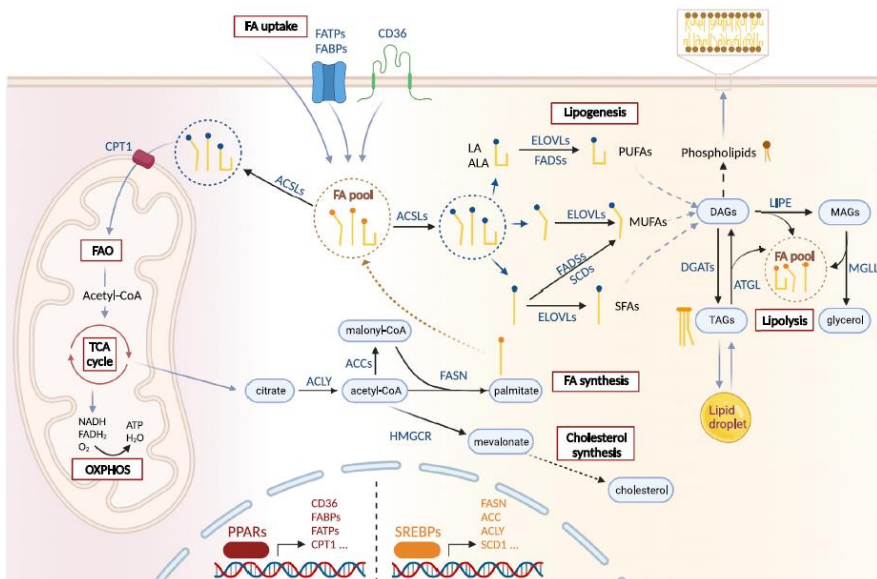 FA uptake
FATPs
FABPs
CD36
CPT1
ACSLs
FA pool
ACSLs
Lipogenesis
LA
ALA
ELOVLs
FADSs
PUFAs
ELOVLs
MUFAs
FADSs
SCDs
ELOVLs
SFAs
Phospholipids
DAGs
LIPE
MAGs
DGATs
ATGL
FA pool
MGLL
TAGs
Lipolysis
glycerol
Lipid
droplet
FAO
Acetyl-CoA
TCA
cycle
NADH
FADH₂
O₂
ATP
H₂O
OXPHOS
citrate
ACLY
malonyl-CoA
ACCs
acetyl-CoA
FASN
palmitate
FA synthesis
HMGCR
mevalonate
Cholesterol
synthesis
cholesterol
PPARs
CD36
FABPs
FATPs
CPT1 ...
SREBPs
FASN
ACC
ACLY
SCD1 ...